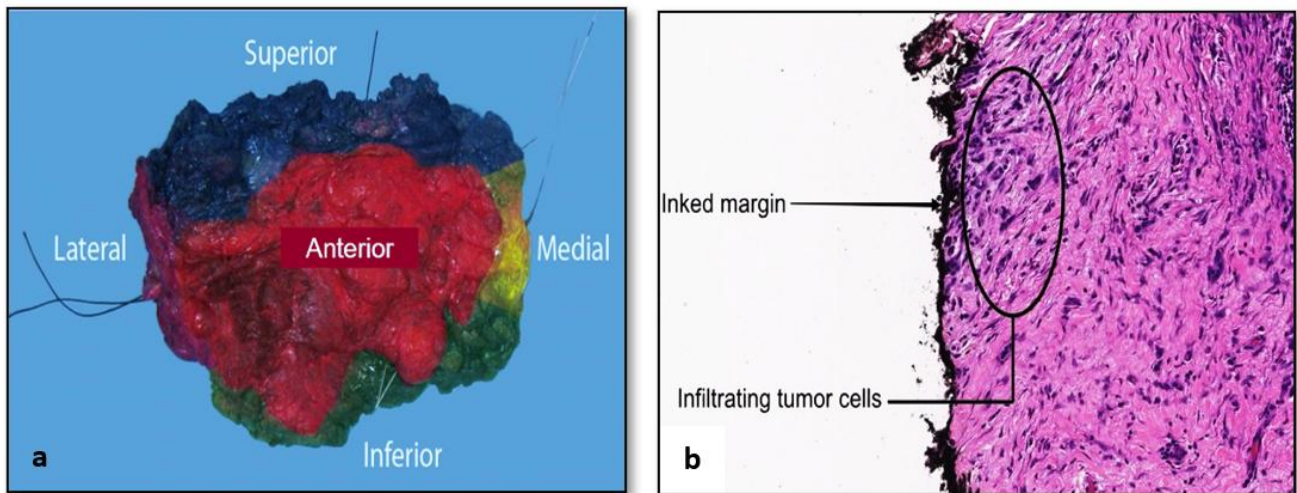 Superior
Lateral
Anterior
Medial
Inferior
a
Inked margin
Infiltrating tumor cells
b